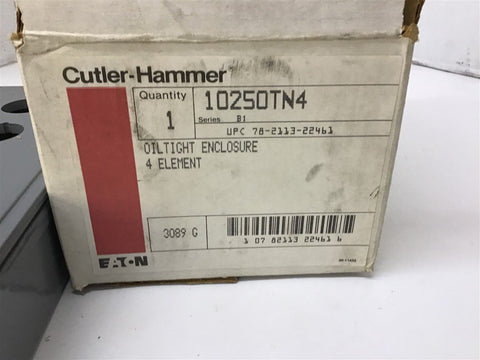 Cutler-Hammer
Quantity
1
10250TN4
Series B1
UPC 78-2113-22461
OILTIGHT ENCLOSURE
4 ELEMENT
3089 G
1 07 82113 22461 6
EATON